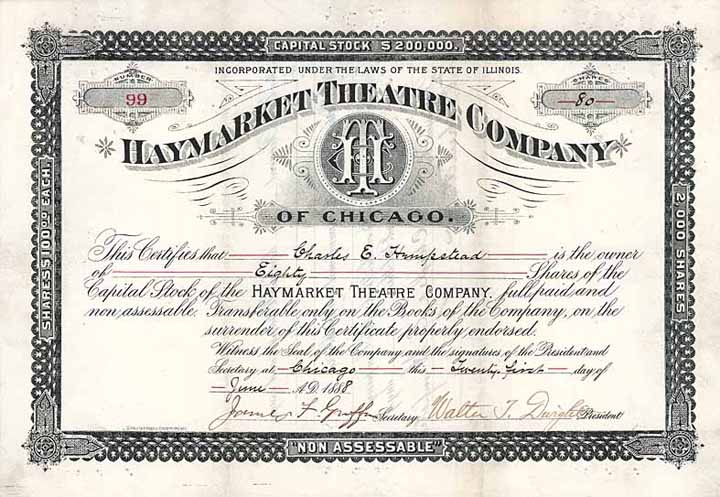 CAPITAL STOCK $200,000.
INCORPORATED UNDER THE LAWS OF THE STATE OF ILLINOIS.
NUMBER
99
SHARES
80
HAYMARKET THEATRE COMPANY
HTC
OF CHICAGO.
SHARES $100.00 EACH.
2,000 SHARES
This Certifies that Charles E. Hempstead is the owner
of Eighty Shares of the
Capital Stock of the HAYMARKET THEATRE COMPANY, full paid and
non assessable. Transferable only on the Books of the Company, on the
surrender of this Certificate properly endorsed.
Witness the Seal of the Company and the signatures of the President and
Secretary at Chicago this Twenty first day of
June A.D. 1888
James F. Secretary Walter T. Dwight President
"NON ASSESSABLE"